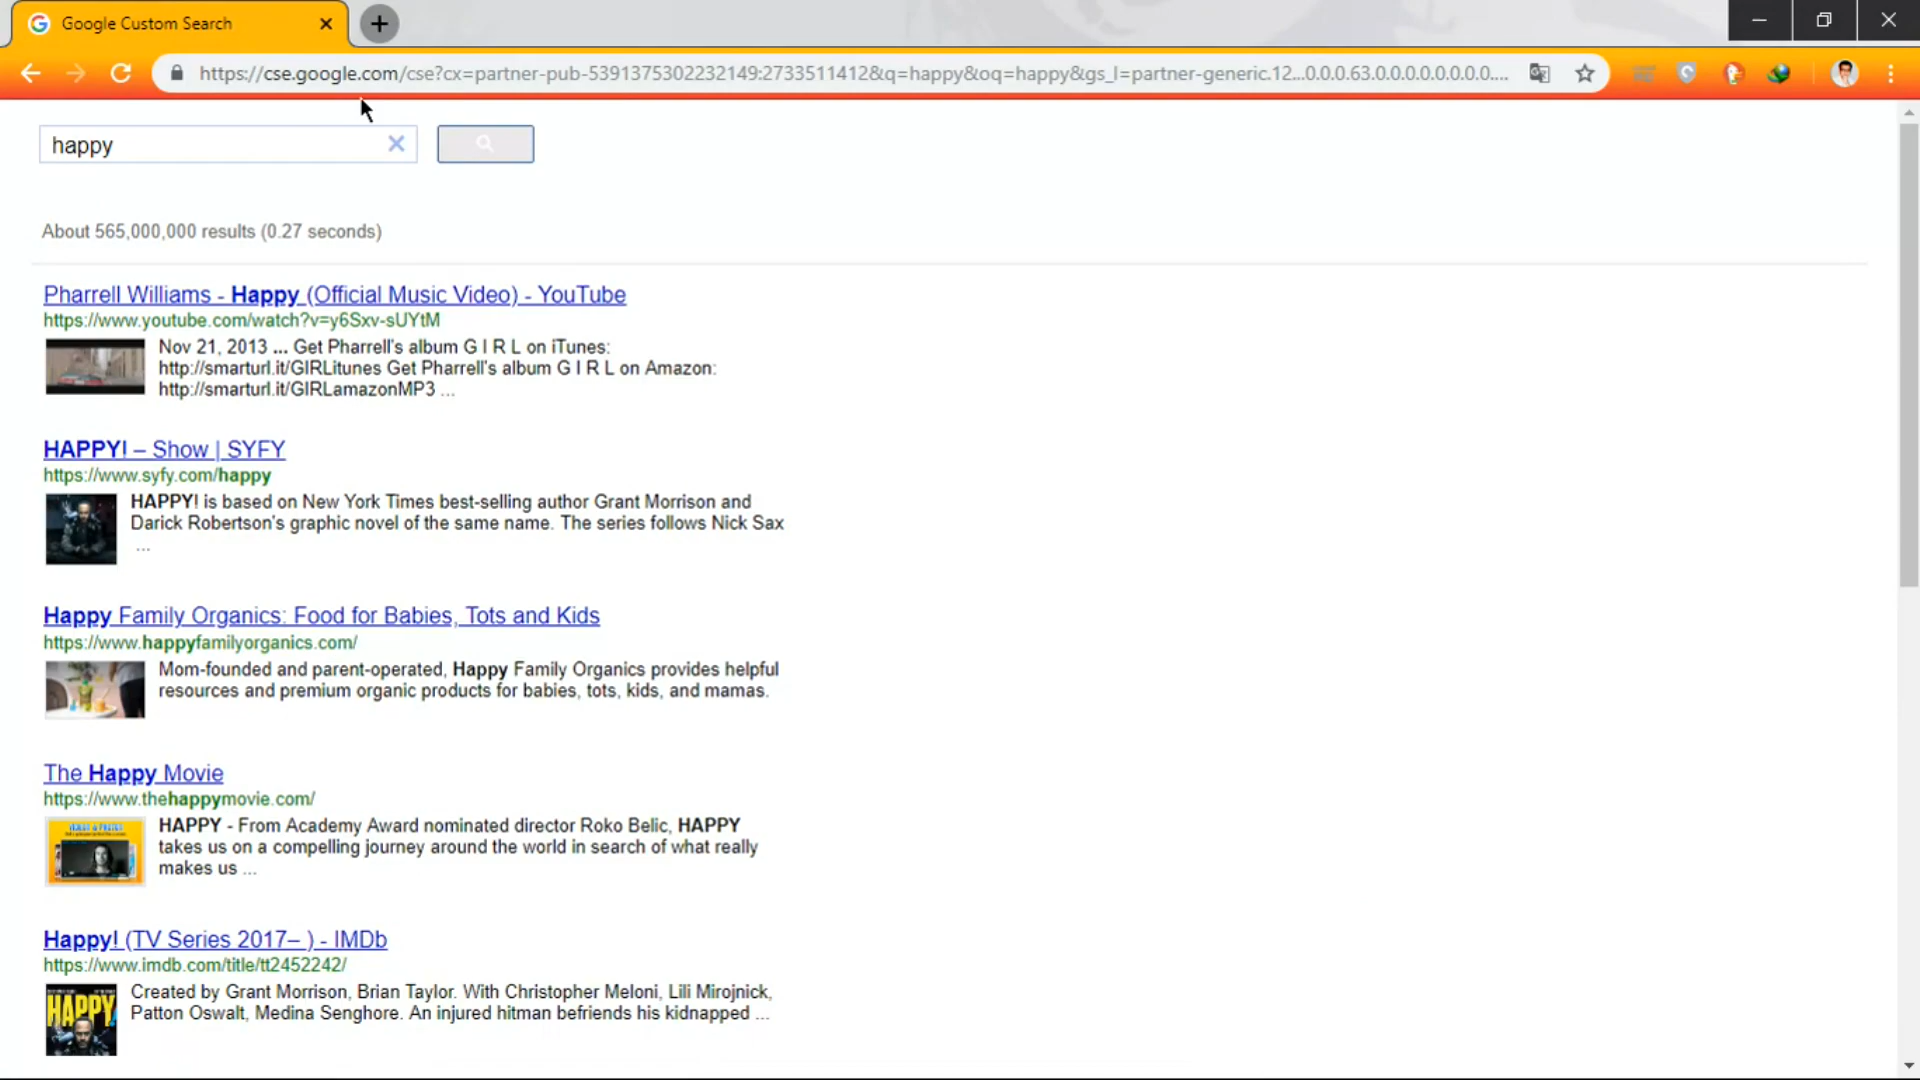 Google Custom Search
https://cse.google.com/cse?cx=partner-pub-5391375302232149:2733511412&q=happy&oq=happy&gs_l=partner-generic.12...0.0.0.63.0.0.0.0.0.0.0....
happy
About 565,000,000 results (0.27 seconds)
Pharrell Williams - Happy (Official Music Video) - YouTube
https://www.youtube.com/watch?v=y6Sxv-sUYtM
Nov 21, 2013 ... Get Pharrell's album G I R L on iTunes:
http://smarturl.it/GIRLitunes Get Pharrell's album G I R L on Amazon:
http://smarturl.it/GIRLamazonMP3 ...
HAPPY! – Show | SYFY
https://www.syfy.com/happy
HAPPY! is based on New York Times best-selling author Grant Morrison and
Darick Robertson's graphic novel of the same name. The series follows Nick Sax
...
Happy Family Organics: Food for Babies, Tots and Kids
https://www.happyfamilyorganics.com/
Mom-founded and parent-operated, Happy Family Organics provides helpful
resources and premium organic products for babies, tots, kids, and mamas.
The Happy Movie
https://www.thehappymovie.com/
HAPPY - From Academy Award nominated director Roko Belic, HAPPY
takes us on a compelling journey around the world in search of what really
makes us ...
Happy! (TV Series 2017– ) - IMDb
https://www.imdb.com/title/tt2452242/
HAPPY!
Created by Grant Morrison, Brian Taylor. With Christopher Meloni, Lili Mirojnick,
Patton Oswalt, Medina Senghore. An injured hitman befriends his kidnapped ...